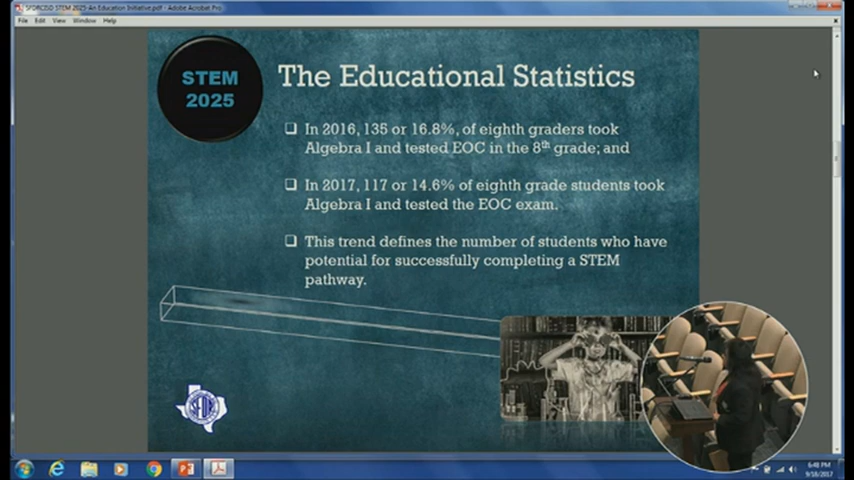 SFDRCISD STEM 2025-An Education Initiative.pdf - Adobe Acrobat Pro
File Edit View Window Help
STEM
2025
The Educational Statistics
❑ In 2016, 135 or 16.8%, of eighth graders took
Algebra I and tested EOC in the 8th grade; and
❑ In 2017, 117 or 14.6% of eighth grade students took
Algebra I and tested the EOC exam.
❑ This trend defines the number of students who have
potential for successfully completing a STEM
pathway.
6:48 PM
9/18/2017